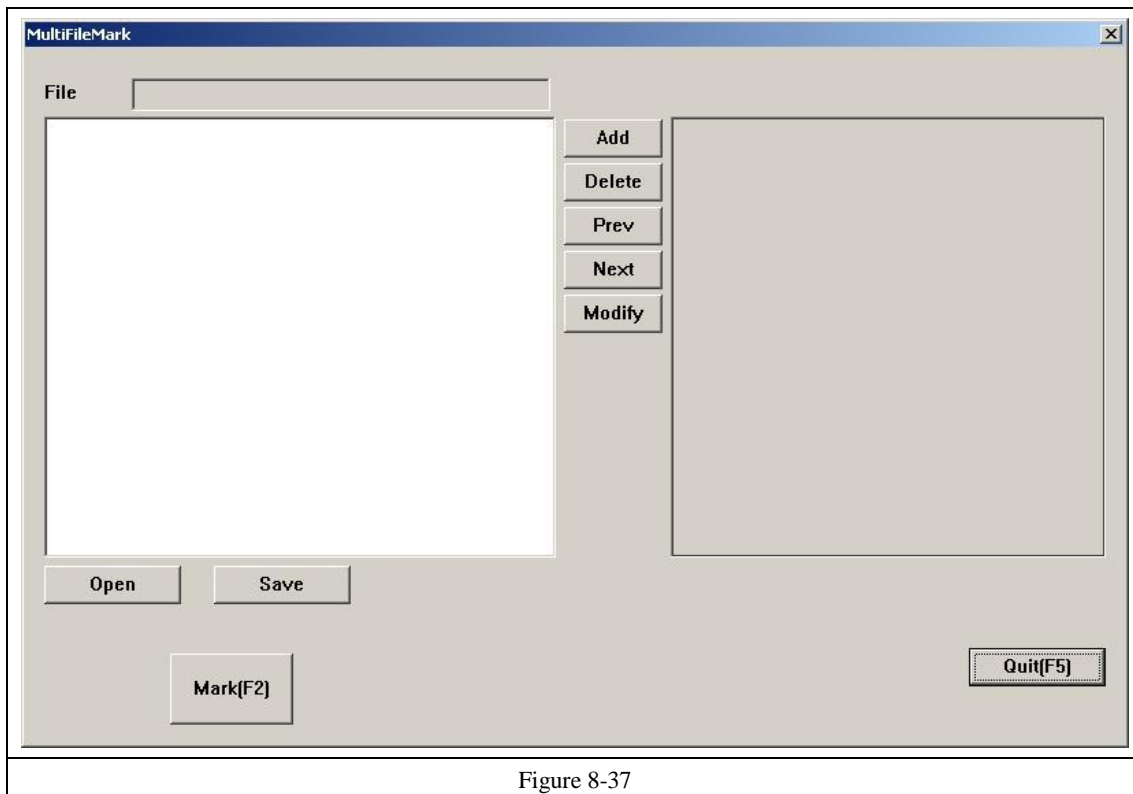 MultiFileMark
File
Add
Delete
Prev
Next
Modify
Open Save
Mark(F2)
Quit(F5)
Figure 8-37